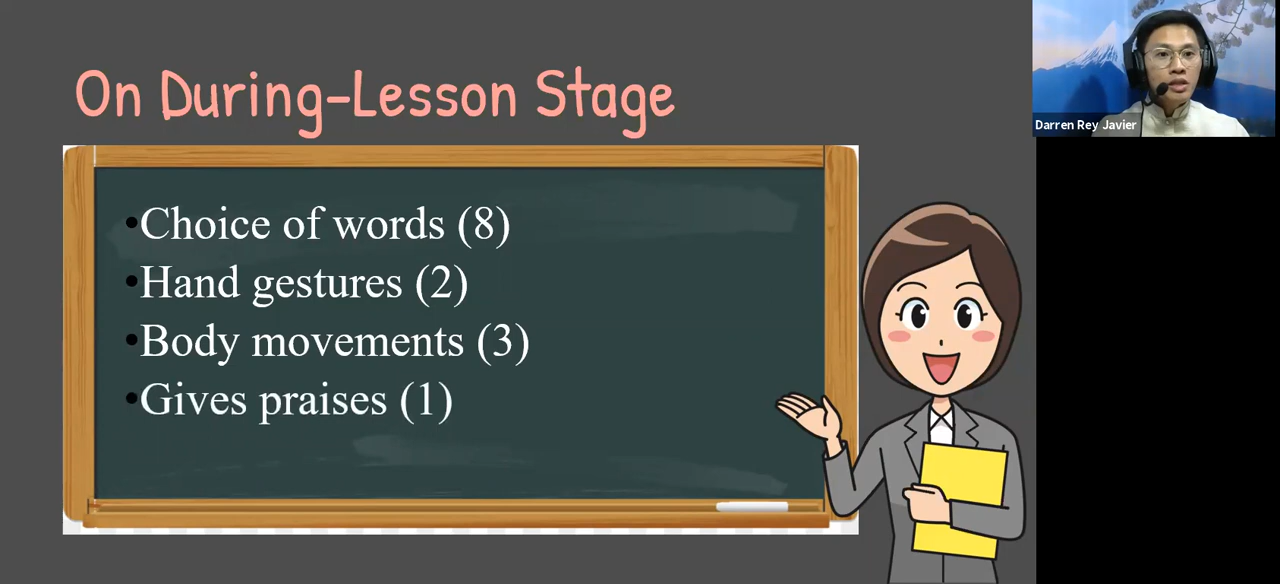 On During-Lesson Stage
•Choice of words (8)
•Hand gestures (2)
•Body movements (3)
•Gives praises (1)
Darren Rey Javier